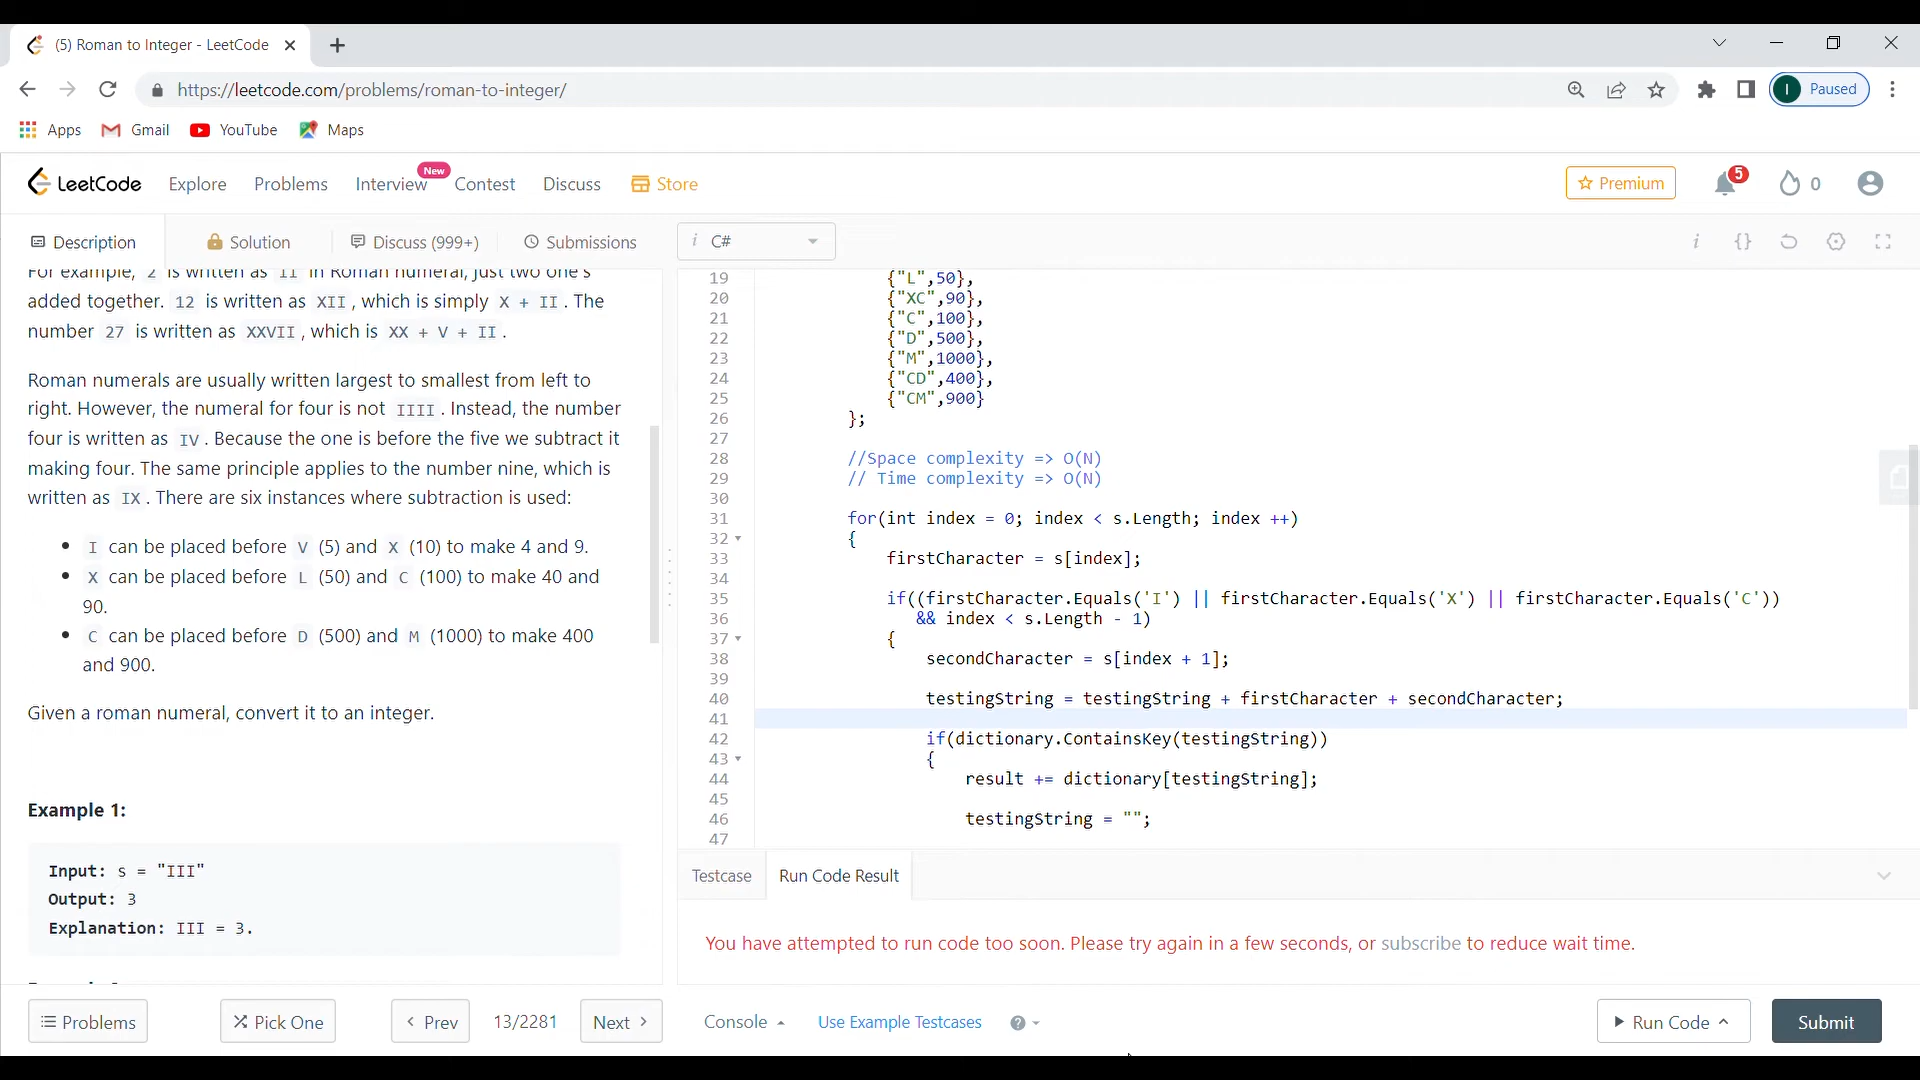 (5) Roman to Integer - LeetCode
https://leetcode.com/problems/roman-to-integer/
I Paused
Apps Gmail YouTube Maps
LeetCode Explore Problems Interview New Contest Discuss Store Premium 5 0
Description Solution Discuss (999+) Submissions
i C# i {}
For example, 2 is written as II in Roman numeral, just two one's
added together. 12 is written as XII, which is simply X + II. The
number 27 is written as XXVII, which is XX + V + II.
Roman numerals are usually written largest to smallest from left to
right. However, the numeral for four is not IIII. Instead, the number
four is written as IV. Because the one is before the five we subtract it
making four. The same principle applies to the number nine, which is
written as IX. There are six instances where subtraction is used:
• I can be placed before V (5) and X (10) to make 4 and 9.
• X can be placed before L (50) and C (100) to make 40 and
90.
• C can be placed before D (500) and M (1000) to make 400
and 900.
Given a roman numeral, convert it to an integer.
Example 1:
Input: s = "III"
Output: 3
Explanation: III = 3.
19 {"L",50},
20 {"XC",90},
21 {"C",100},
22 {"D",500},
23 {"M",1000},
24 {"CD",400},
25 {"CM",900}
26 };
27
28 //Space complexity => O(N)
29 // Time complexity => O(N)
30
31 for(int index = 0; index < s.Length; index ++)
32 {
33 firstCharacter = s[index];
34
35 if((firstCharacter.Equals('I') || firstCharacter.Equals('X') || firstCharacter.Equals('C'))
36 && index < s.Length - 1)
37 {
38 secondCharacter = s[index + 1];
39
40 testingString = testingString + firstCharacter + secondCharacter;
41
42 if(dictionary.ContainsKey(testingString))
43 {
44 result += dictionary[testingString];
45
46 testingString = "";
47
Testcase Run Code Result
You have attempted to run code too soon. Please try again in a few seconds, or subscribe to reduce wait time.
Problems Pick One Prev 13/2281 Next Console Use Example Testcases ? Run Code Submit